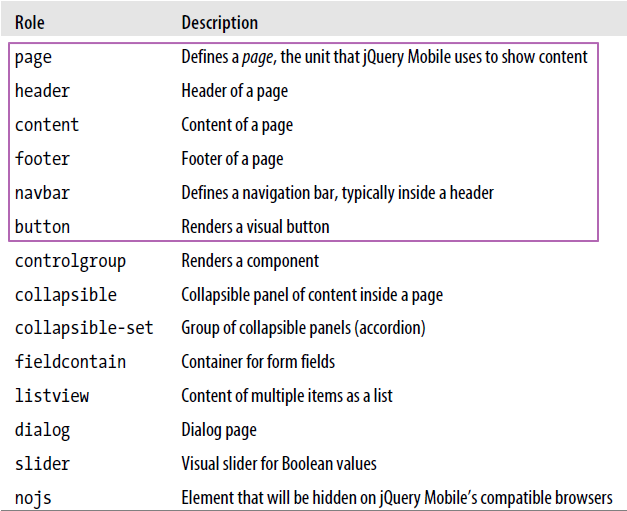 Role Description
page Defines a page, the unit that jQuery Mobile uses to show content
header Header of a page
content Content of a page
footer Footer of a page
navbar Defines a navigation bar, typically inside a header
button Renders a visual button
controlgroup Renders a component
collapsible Collapsible panel of content inside a page
collapsible-set Group of collapsible panels (accordion)
fieldcontain Container for form fields
listview Content of multiple items as a list
dialog Dialog page
slider Visual slider for Boolean values
nojs Element that will be hidden on jQuery Mobile’s compatible browsers